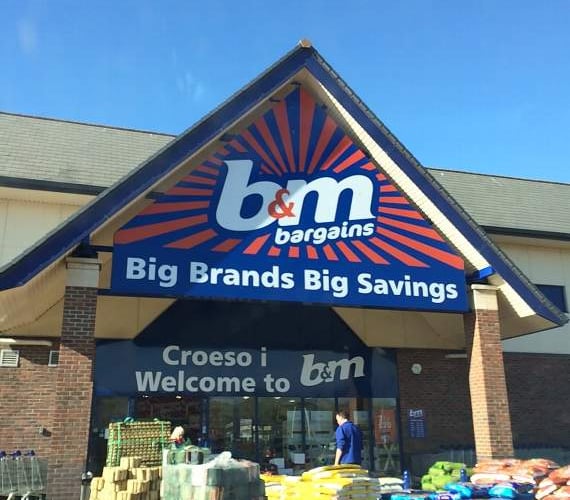 b&m
bargains
Big Brands Big Savings
Croeso i
Welcome to b&m
b&m